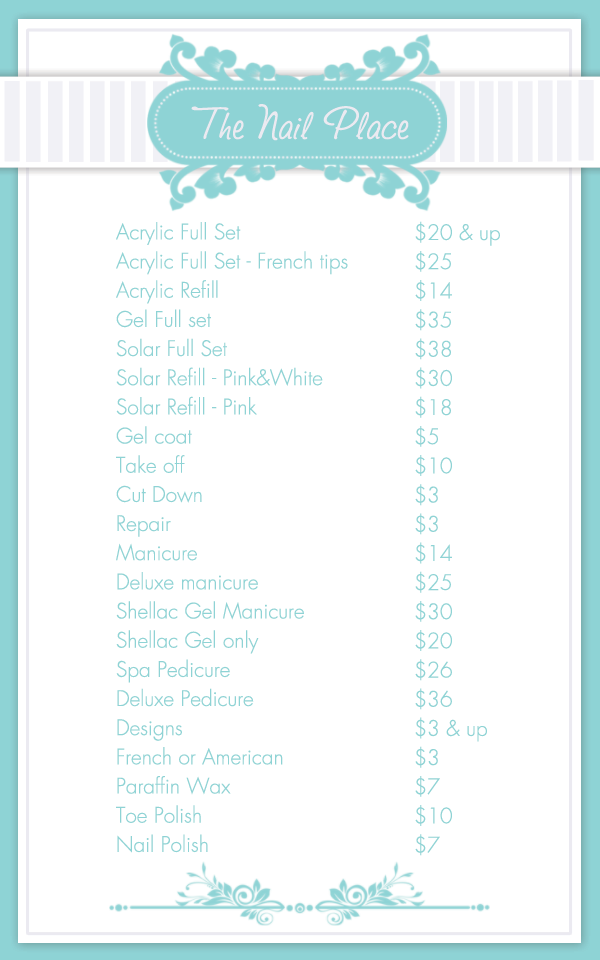 The Nail Place
Acrylic Full Set $20 & up
Acrylic Full Set - French tips $25
Acrylic Refill $14
Gel Full set $35
Solar Full Set $38
Solar Refill - Pink&White $30
Solar Refill - Pink $18
Gel coat $5
Take off $10
Cut Down $3
Repair $3
Manicure $14
Deluxe manicure $25
Shellac Gel Manicure $30
Shellac Gel only $20
Spa Pedicure $26
Deluxe Pedicure $36
Designs $3 & up
French or American $3
Paraffin Wax $7
Toe Polish $10
Nail Polish $7